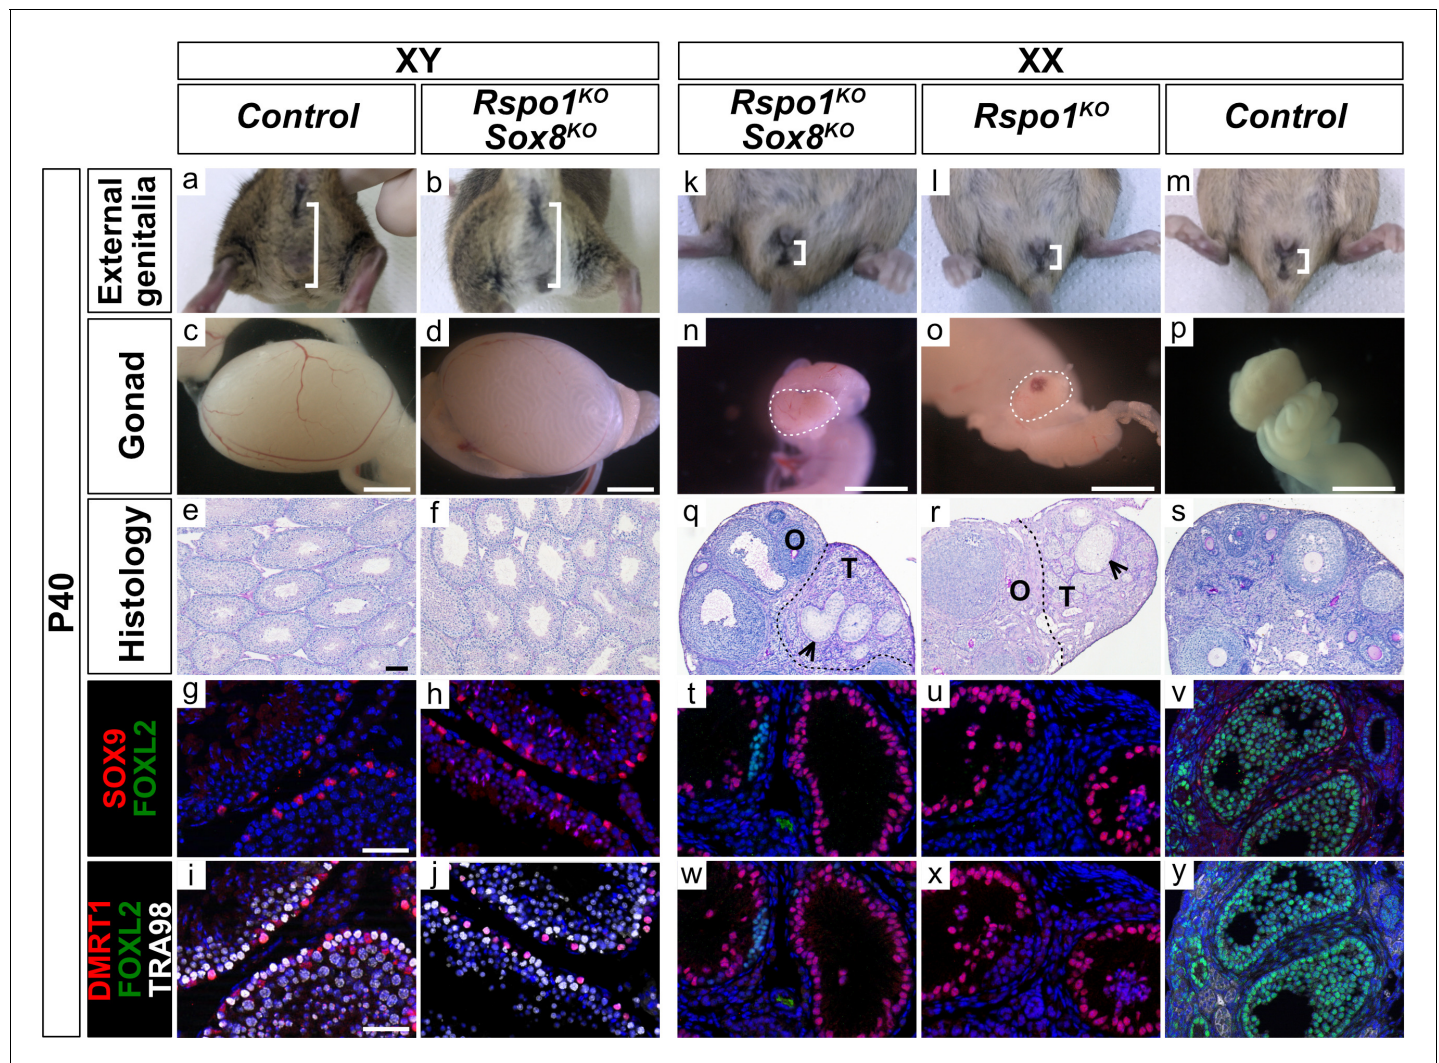 XY
XX
Control
Rspo1KO
Sox8KO
Rspo1KO
Sox8KO
Rspo1KO
Control
P40
External
genitalia
a
b
k
l
m
Gonad
c
d
n
o
p
Histology
e
f
q
O
T
r
O
T
s
SOX9
FOXL2
g
h
t
u
v
DMRT1
FOXL2
TRA98
i
j
w
x
y